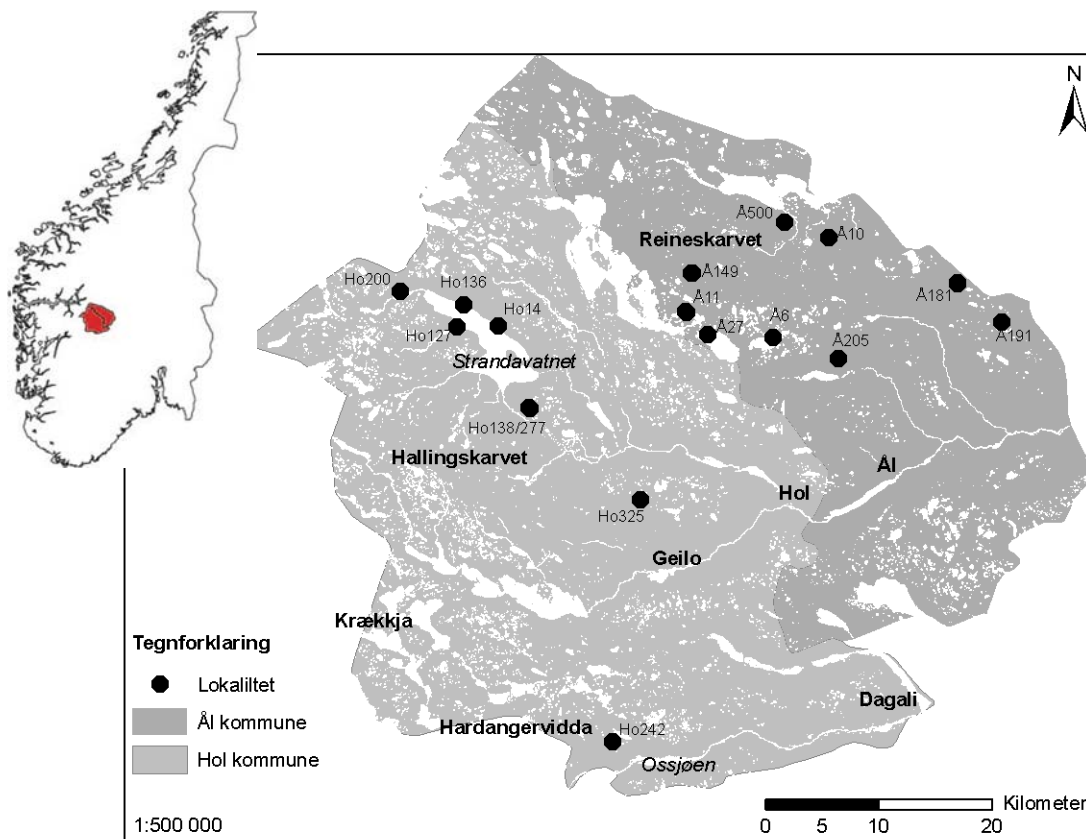 N
Å500
Å10
Reineskarvet
Å149
Å181
Ho200
Ho136
Ho14
Å11
Å27
Å6
Å191
Ho127
Å205
Strandavatnet
Ho138/277
Hallingskarvet
Ål
Hol
Ho325
Geilo
Krækkja
Tegnforklaring
Lokaliltet
Ål kommune
Hol kommune
Dagali
Hardangervidda
Ho242
Ossjøen
Kilometer
0 5 10 20
1:500 000